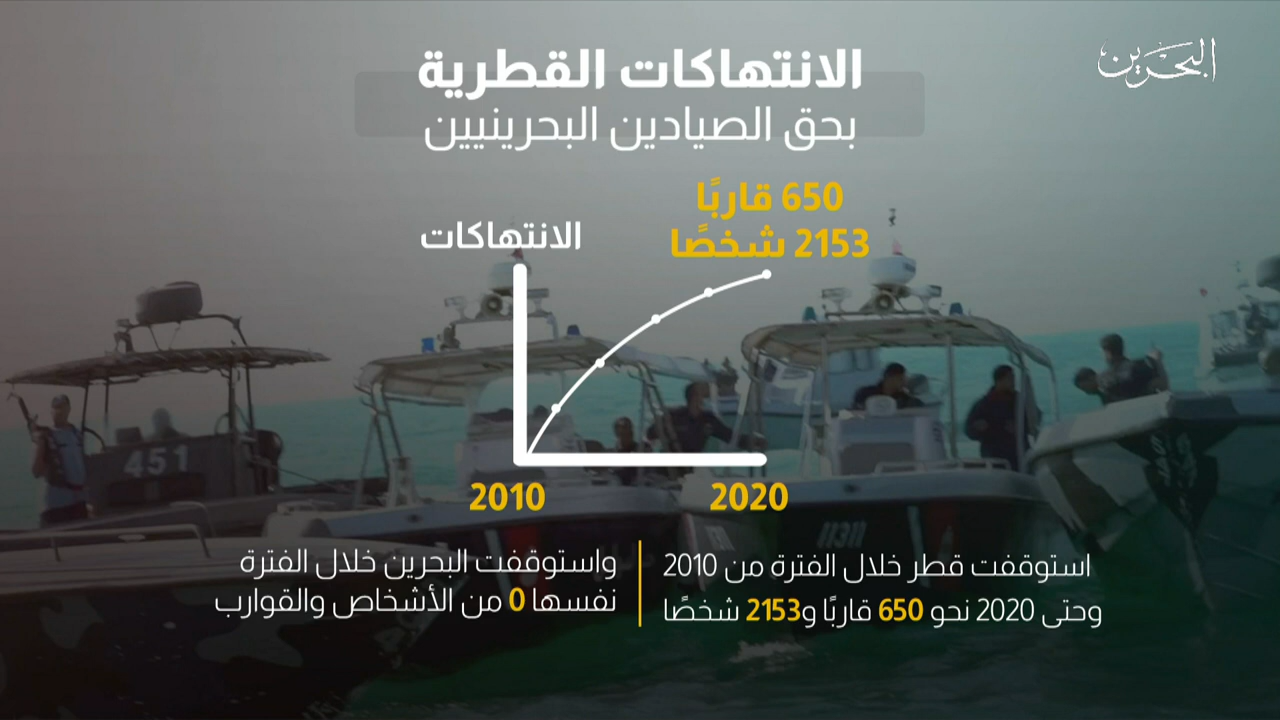 البحرين
الانتهاكات القطرية
بحق الصيادين البحرينيين
650 قاربًا
2153 شخصًا
الانتهاكات
2010
2020
استوقفت قطر خلال الفترة من 2010
وحتى 2020 نحو 650 قاربًا و2153 شخصًا
واستوقفت البحرين خلال الفترة
نفسها 0 من الأشخاص والقوارب
451